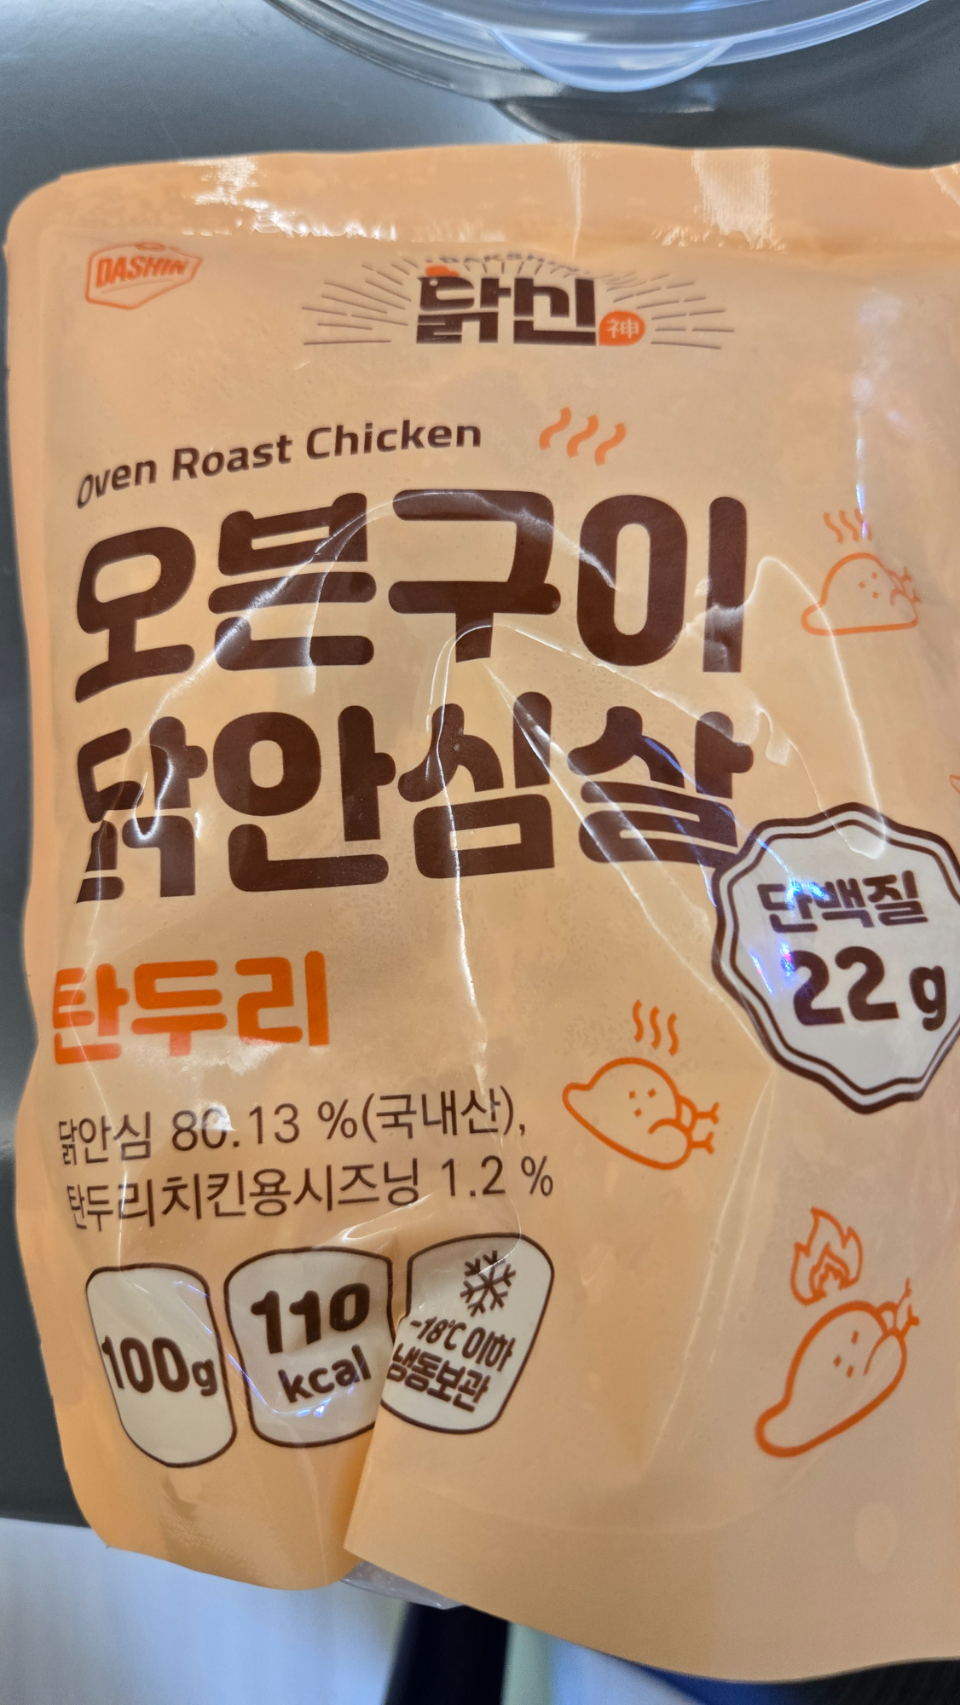 DASHIN
DAKSHIN
닭신
神
Oven Roast Chicken
오븐구이
닭안심살
단백질
22 g
탄두리
닭안심 80.13 %(국내산),
탄두리치킨용시즈닝 1.2 %
100g
110
kcal
-18℃ 이하
냉동보관